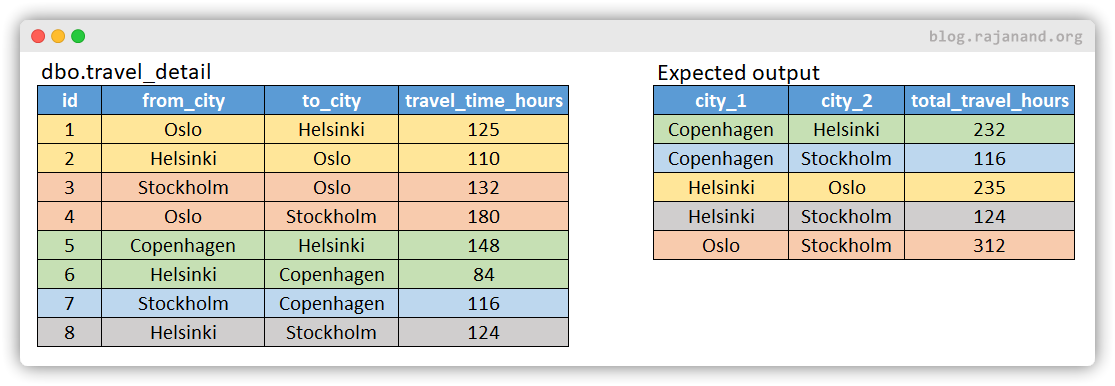 blog.rajanand.org
dbo.travel_detail
id from_city to_city travel_time_hours
1 Oslo Helsinki 125
2 Helsinki Oslo 110
3 Stockholm Oslo 132
4 Oslo Stockholm 180
5 Copenhagen Helsinki 148
6 Helsinki Copenhagen 84
7 Stockholm Copenhagen 116
8 Helsinki Stockholm 124
Expected output
city_1 city_2 total_travel_hours
Copenhagen Helsinki 232
Copenhagen Stockholm 116
Helsinki Oslo 235
Helsinki Stockholm 124
Oslo Stockholm 312